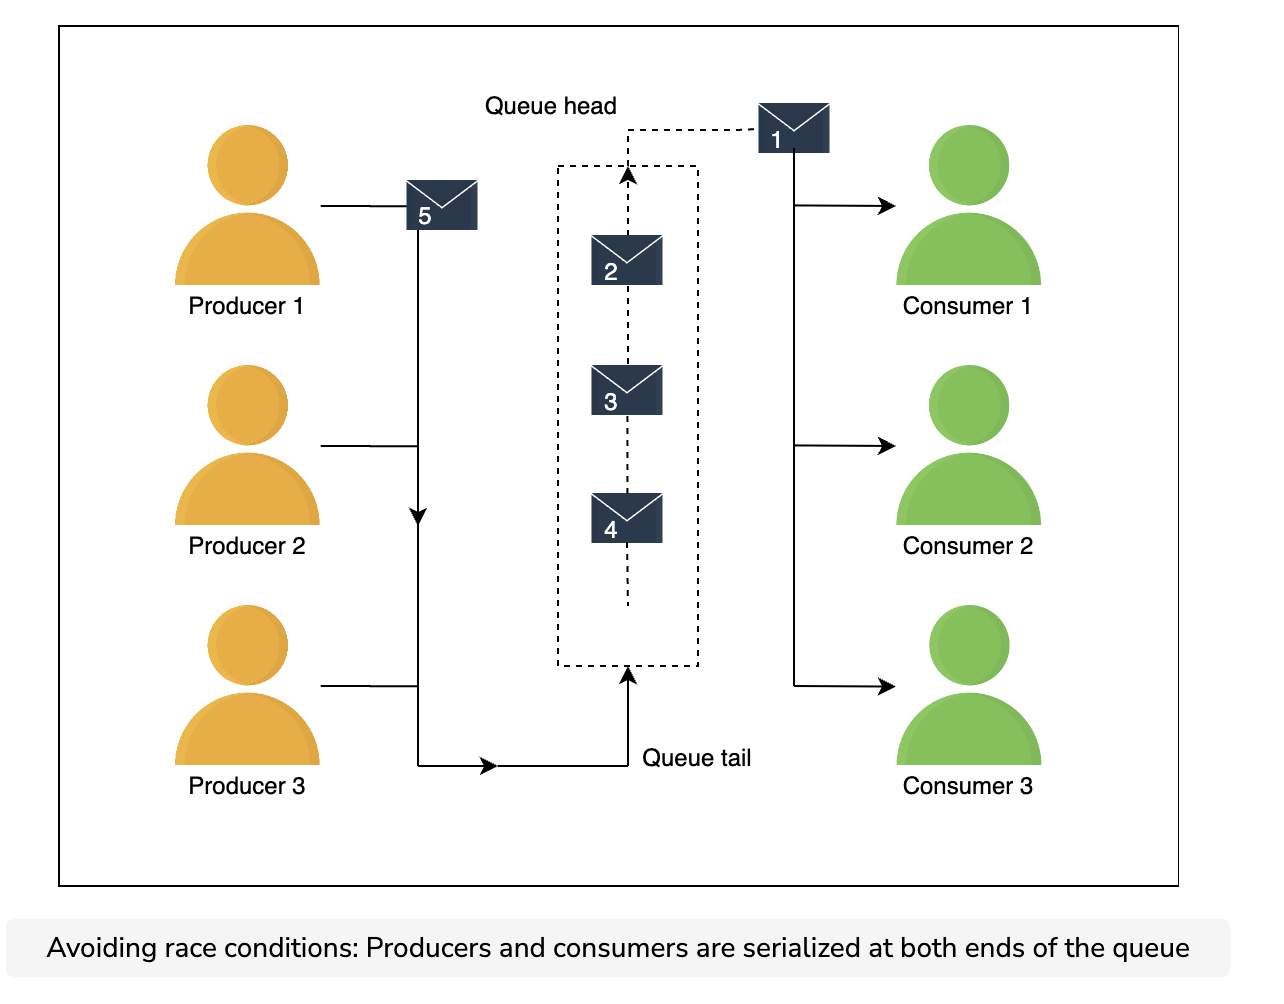 Queue head
1
5
Producer 1
2
Consumer 1
3
Producer 2
4
Consumer 2
Queue tail
Producer 3
Consumer 3
Avoiding race conditions: Producers and consumers are serialized at both ends of the queue